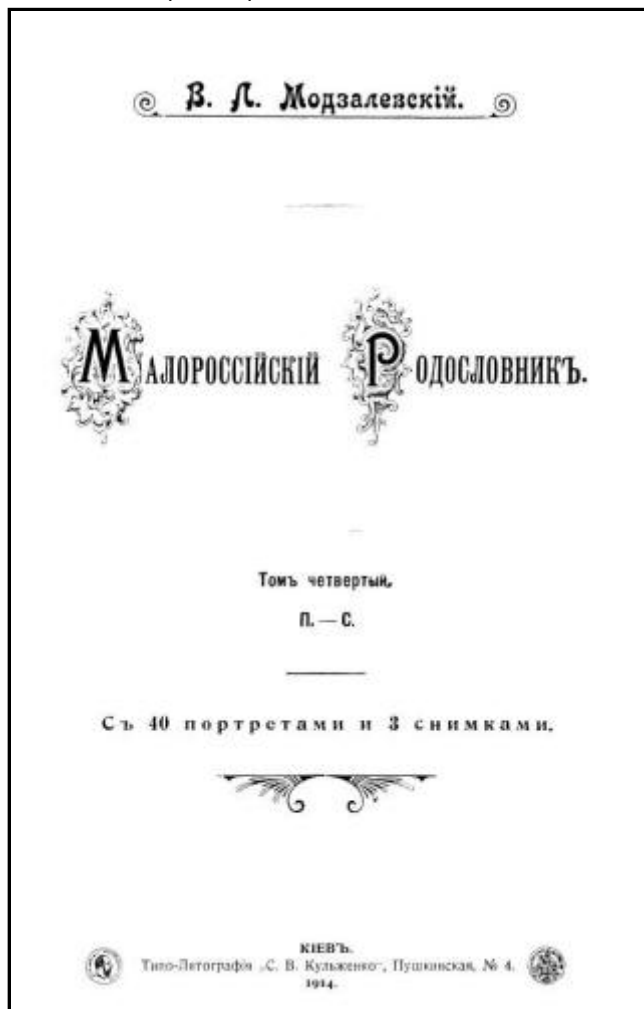 В. Л. Модзалевскій.
Малороссійскій Родословникъ.
Томъ четвертый.
П. — С.
Съ 40 портретами и 3 снимками.
КІЕВЪ.
Типо-Литографія „С. В. Кульженко“, Пушкинская, № 4.
1914.